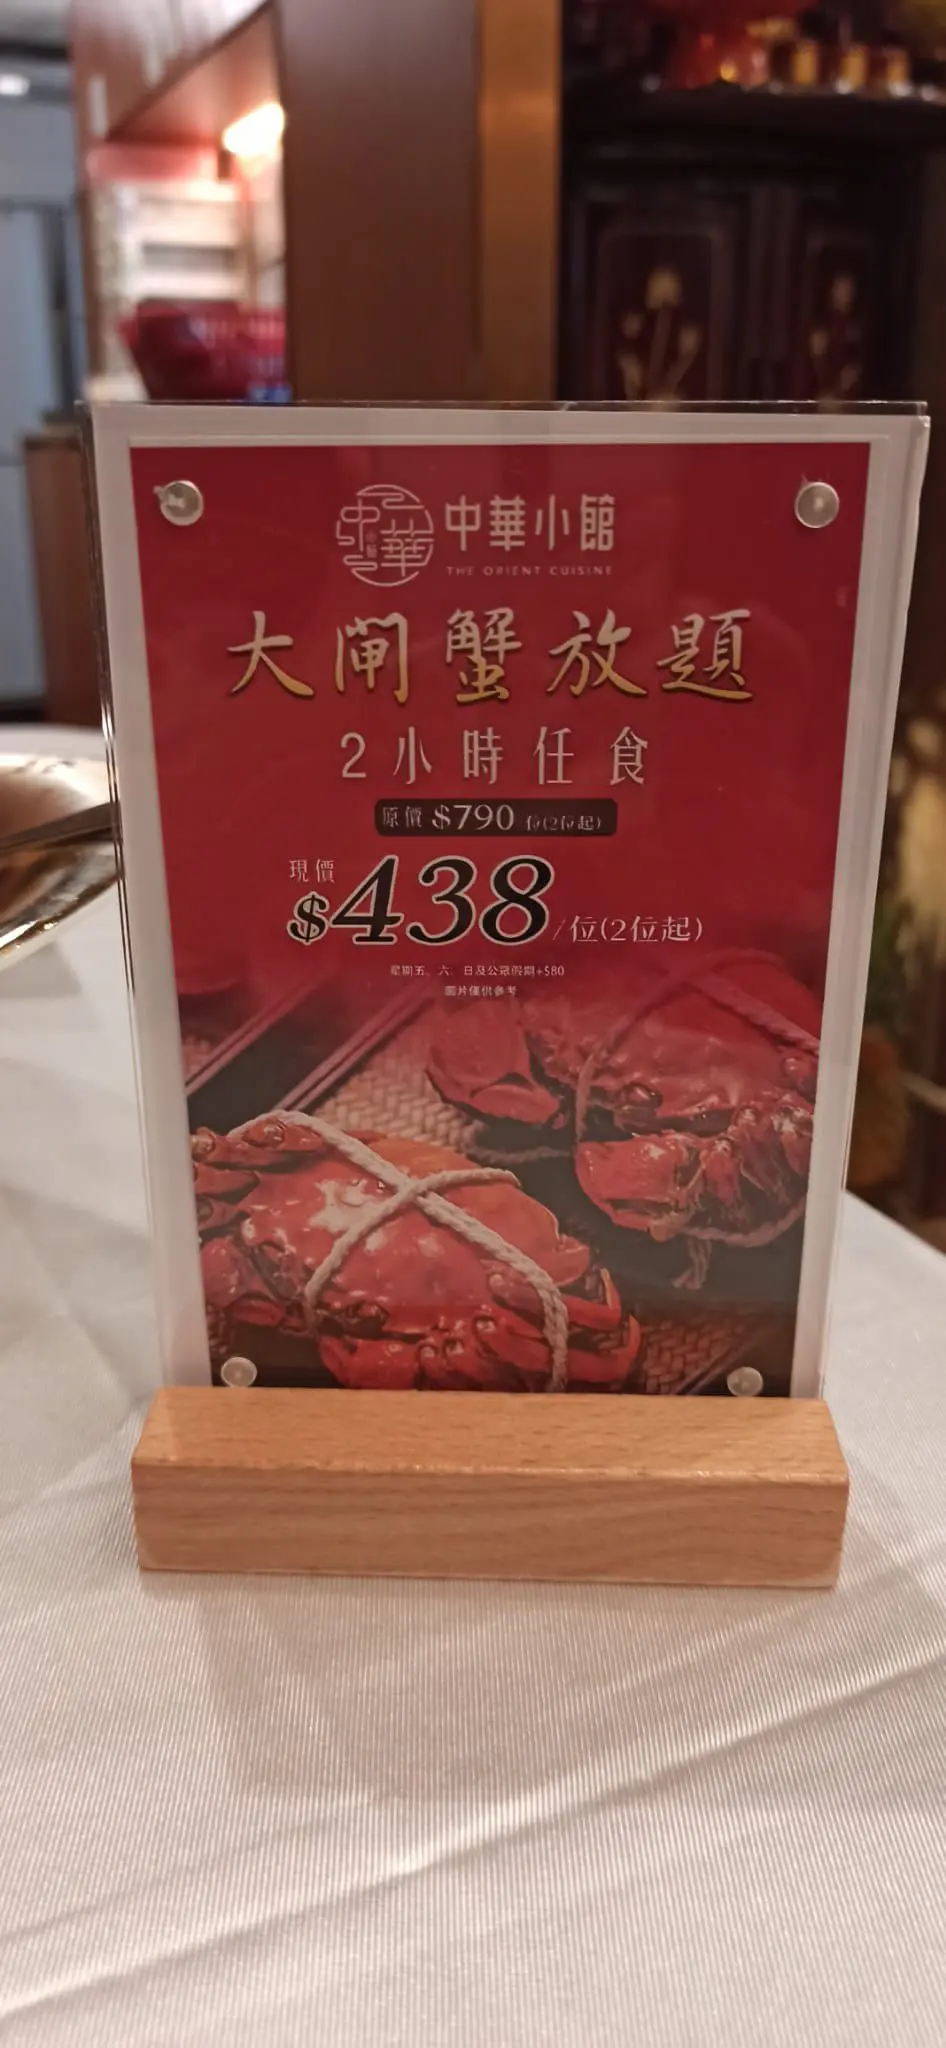 中華小館
THE ORIENT CUISINE
大閘蟹放題
2小時任食
原價 $790 位(2位起)
現價
$438/位(2位起)
星期五、六、日及公眾假期+$80
圖片僅供參考